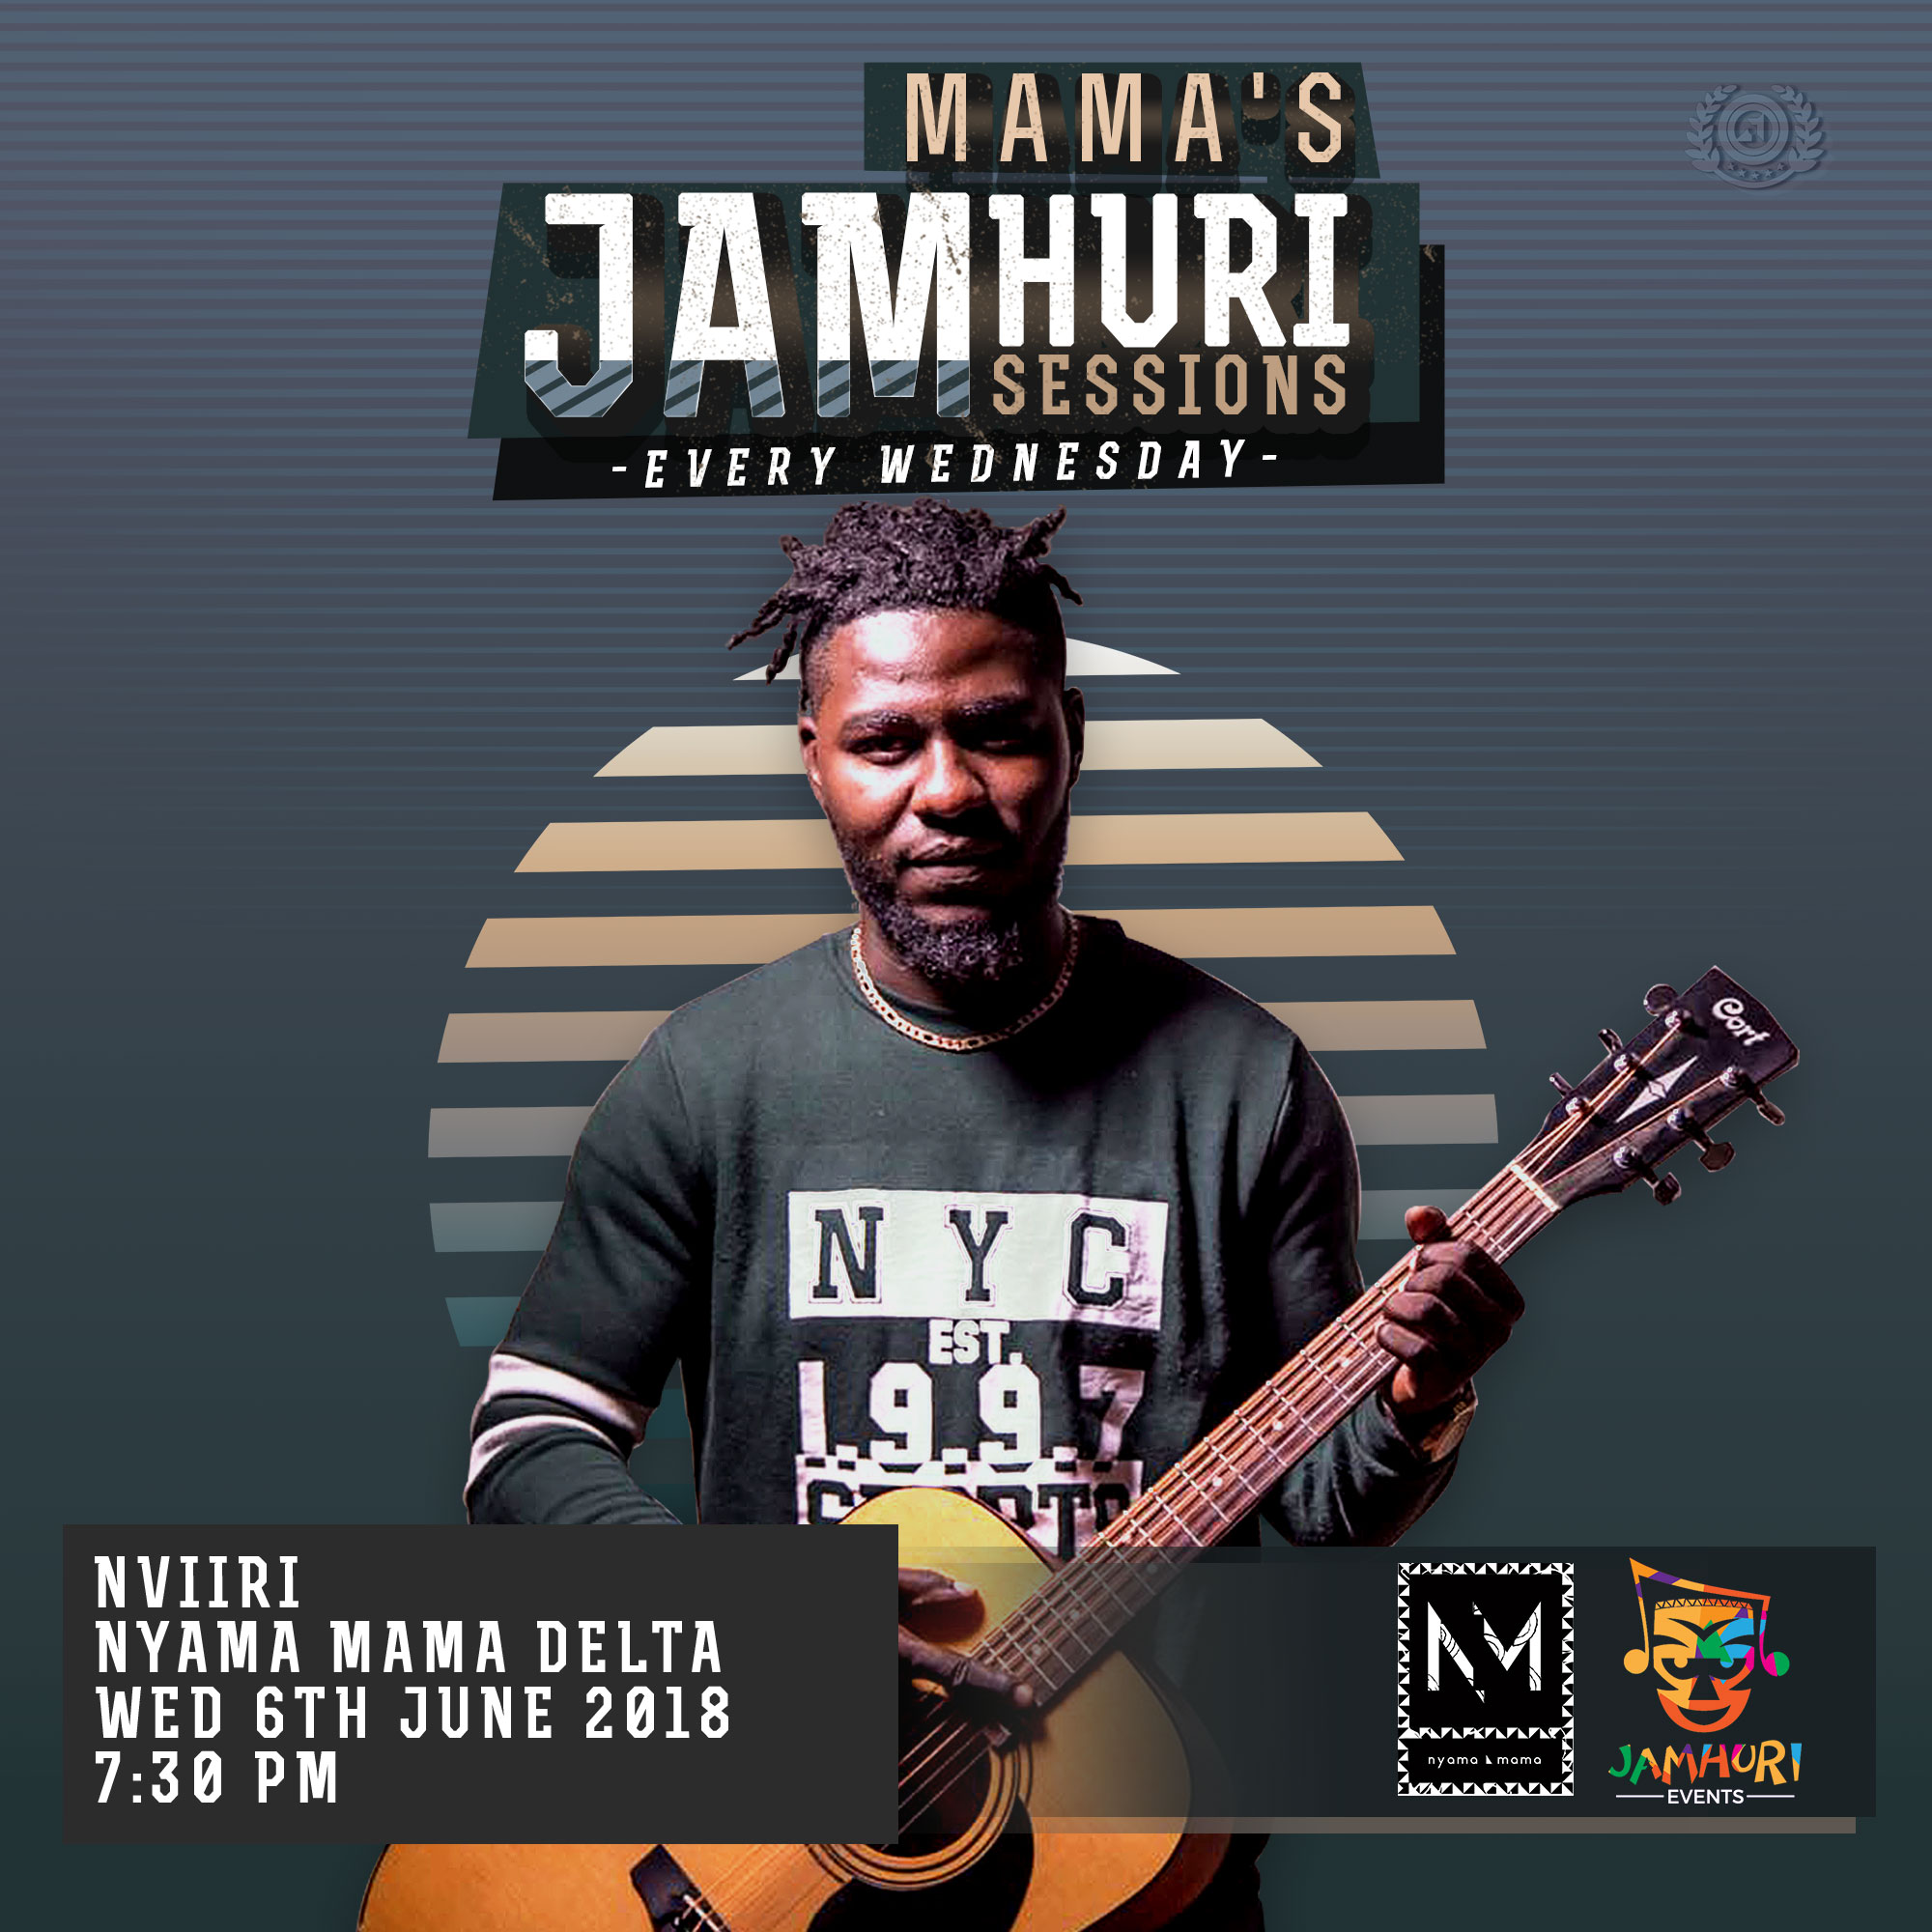 MAMA'S
JAMHURI
SESSIONS
-EVERY WEDNESDAY-
Cort
NYC
EST.
1.9.9.7
NVIIRI
NYAMA MAMA DELTA
WED 6TH JUNE 2018
7:30 PM
NM
nyama mama
JAMHURI
EVENTS